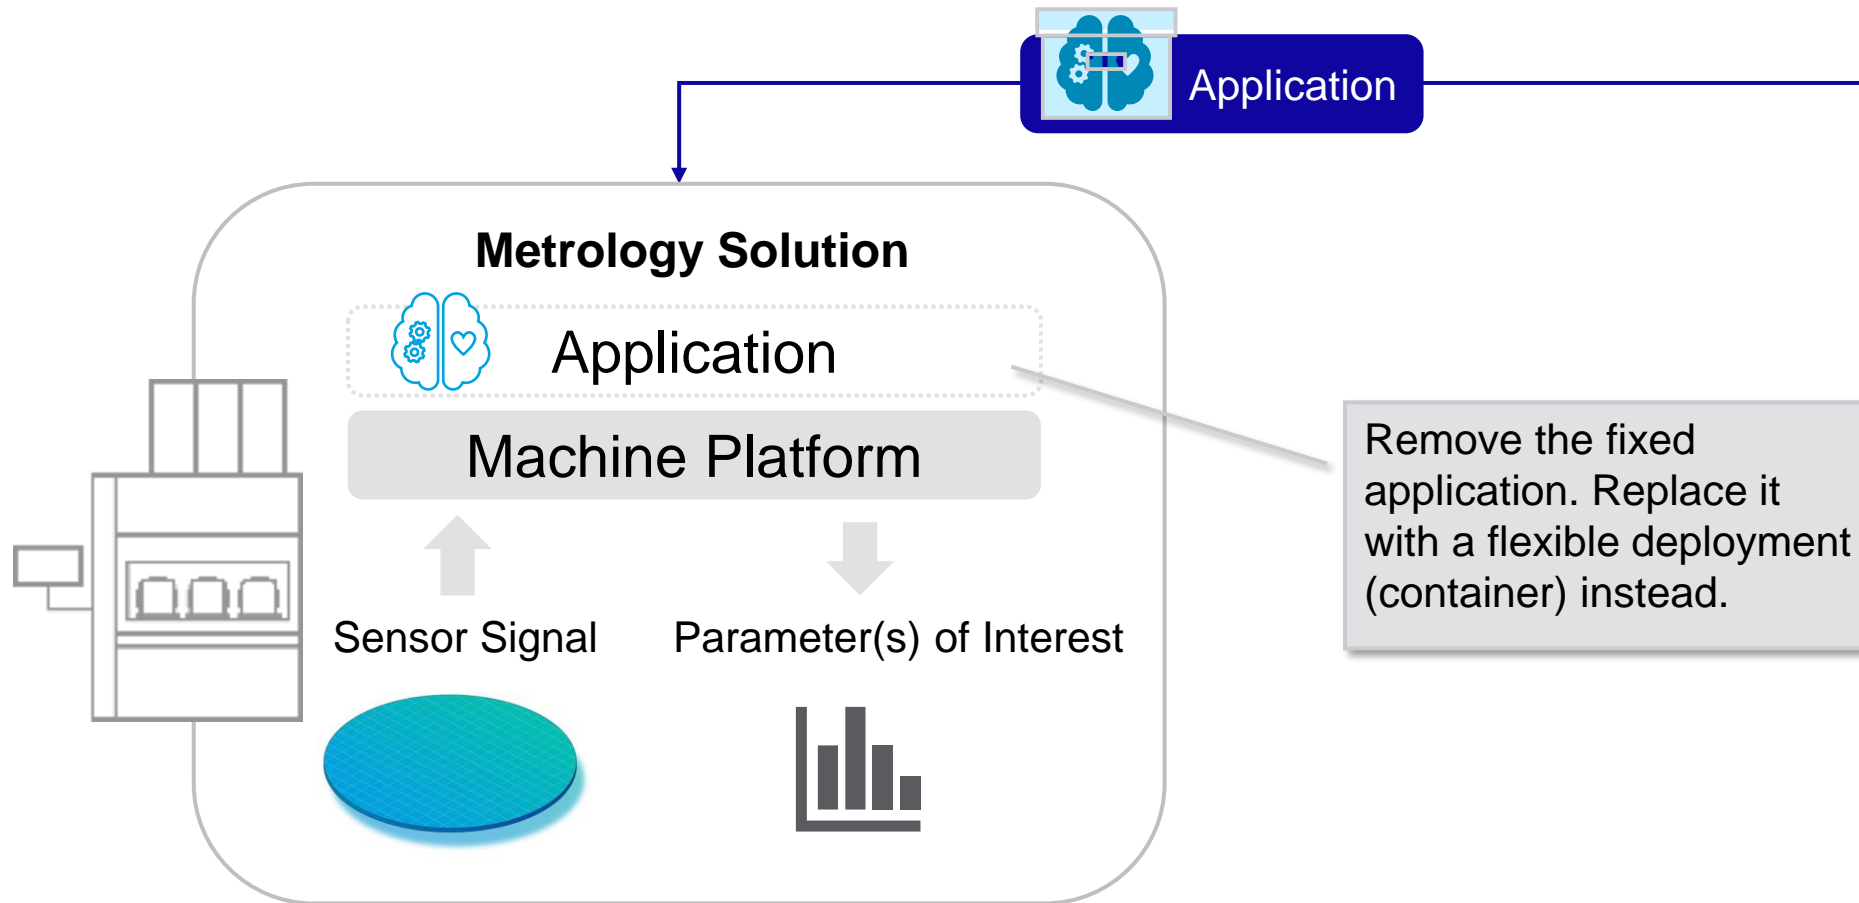 Application
Metrology Solution
Application
Machine Platform
Sensor Signal
Parameter(s) of Interest
Remove the fixed
application. Replace it
with a flexible deployment
(container) instead.